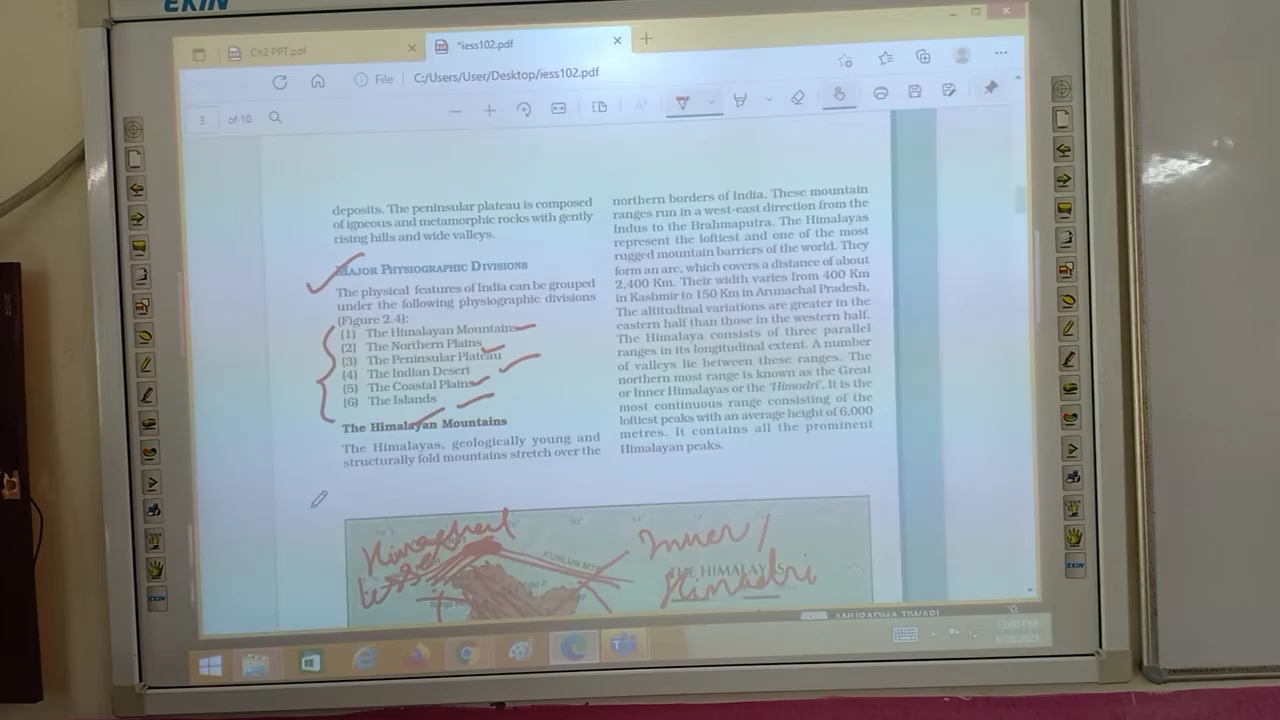 EKIN
Ch2 PPT.pdf
*iess102.pdf
File
C:/Users/User/Desktop/iess102.pdf
3 of 10
deposits. The peninsular plateau is composed
of igneous and metamorphic rocks with gently
rising hills and wide valleys.
MAJOR PHYSIOGRAPHIC DIVISIONS
The physical features of India can be grouped
under the following physiographic divisions
(Figure 2.4):
(1) The Himalayan Mountains
(2) The Northern Plains
(3) The Peninsular Plateau
(4) The Indian Desert
(5) The Coastal Plains
(6) The Islands
The Himalayan Mountains
The Himalayas, geologically young and
structurally fold mountains stretch over the
northern borders of India. These mountain
ranges run in a west-east direction from the
Indus to the Brahmaputra. The Himalayas
represent the loftiest and one of the most
rugged mountain barriers of the world. They
form an arc, which covers a distance of about
2,400 Km. Their width varies from 400 Km
in Kashmir to 150 Km in Arunachal Pradesh.
The altitudinal variations are greater in the
eastern half than those in the western half.
The Himalaya consists of three parallel
ranges in its longitudinal extent. A number
of valleys lie between these ranges. The
northern most range is known as the Great
or Inner Himalayas or the 'Himadri'. It is the
most continuous range consisting of the
loftiest peaks with an average height of 6,000
metres. It contains all the prominent
Himalayan peaks.
Himachal
Lesser
KUNLUN MTS
Inner/
THE HIMALAYAS
Himadri
ANURADHA TIWARI
12:00 PM
EKIN
EKIN